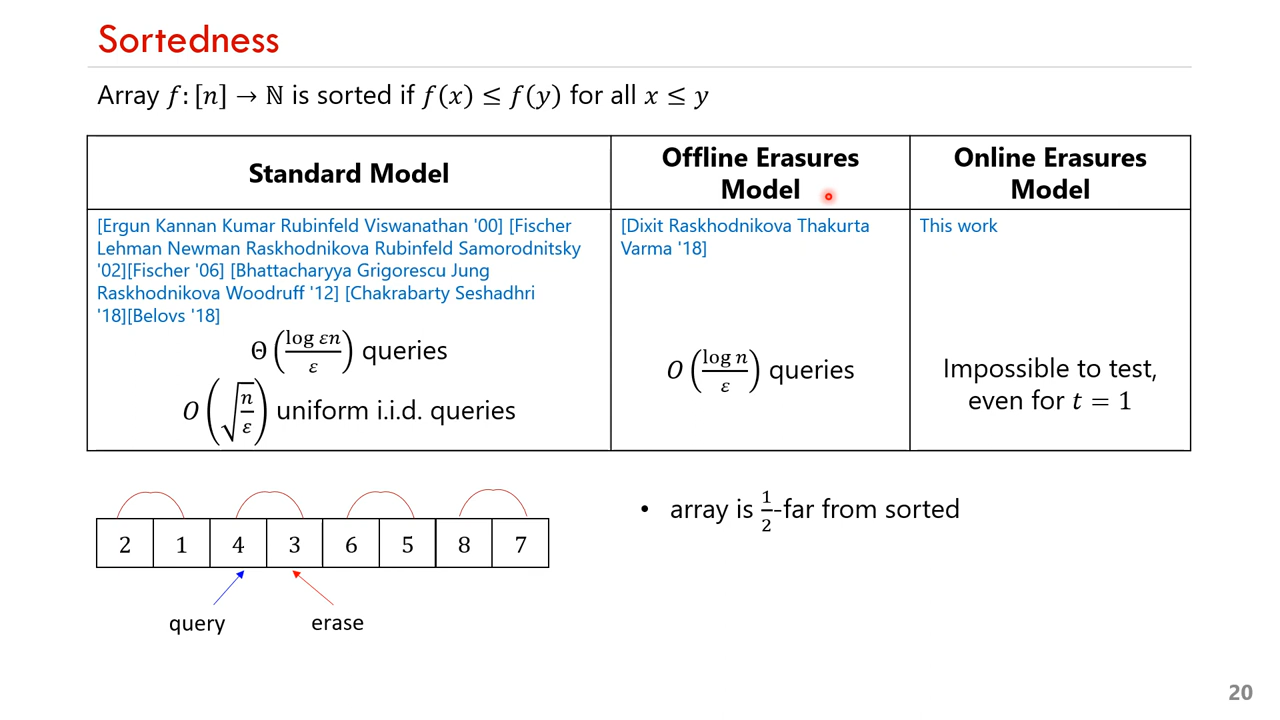 Sortedness
Array f: [n] → ℕ is sorted if f(x) ≤ f(y) for all x ≤ y
Standard Model
Offline Erasures
Model
Online Erasures
Model
[Ergun Kannan Kumar Rubinfeld Viswanathan '00] [Fischer
Lehman Newman Raskhodnikova Rubinfeld Samorodnitsky
'02][Fischer '06] [Bhattacharyya Grigorescu Jung
Raskhodnikova Woodruff '12] [Chakrabarty Seshadhri
'18][Belovs '18]
Θ(log εn / ε) queries
O(√(n/ε)) uniform i.i.d. queries
[Dixit Raskhodnikova Thakurta
Varma '18]
O(log n / ε) queries
This work
Impossible to test,
even for t = 1
2 1 4 3 6 5 8 7
query erase
• array is 1/2-far from sorted
20